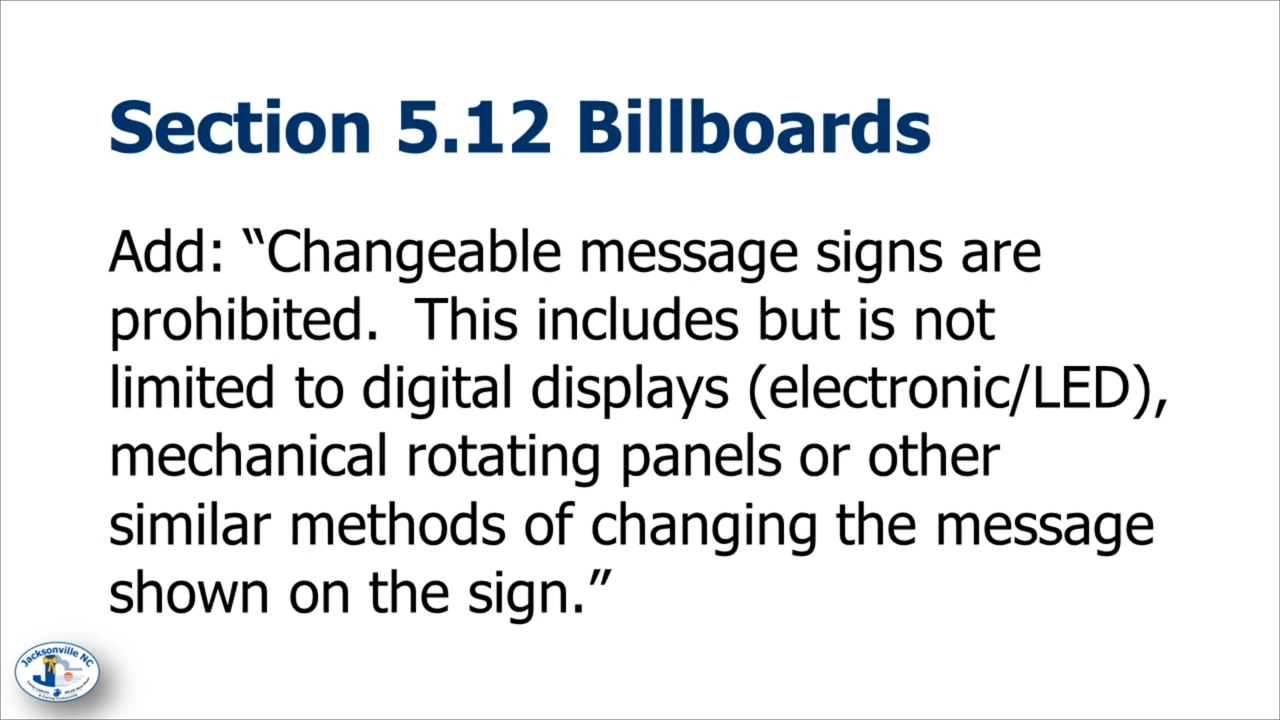 Section 5.12 Billboards
Add: “Changeable message signs are
prohibited.  This includes but is not
limited to digital displays (electronic/LED),
mechanical rotating panels or other
similar methods of changing the message
shown on the sign.”
Jacksonville NC